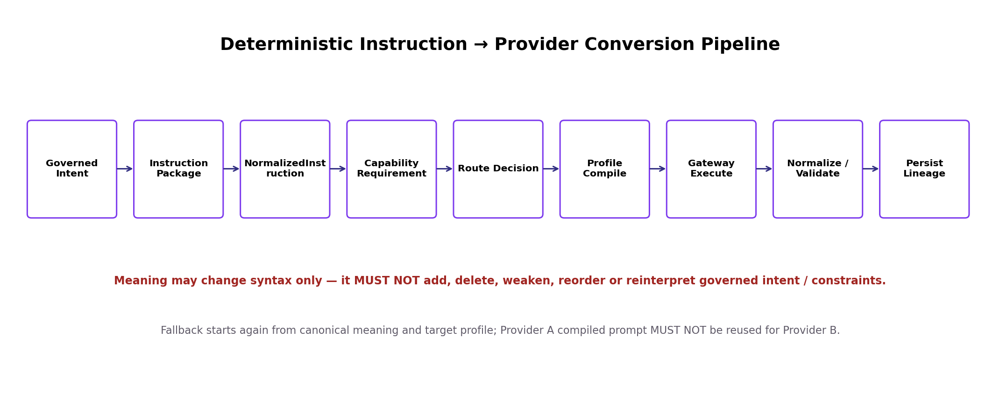 Deterministic Instruction → Provider Conversion Pipeline
Governed
Intent
Instruction
Package
NormalizedInst
ruction
Capability
Requirement
Route Decision
Profile
Compile
Gateway
Execute
Normalize /
Validate
Persist
Lineage
Meaning may change syntax only — it MUST NOT add, delete, weaken, reorder or reinterpret governed intent / constraints.
Fallback starts again from canonical meaning and target profile; Provider A compiled prompt MUST NOT be reused for Provider B.